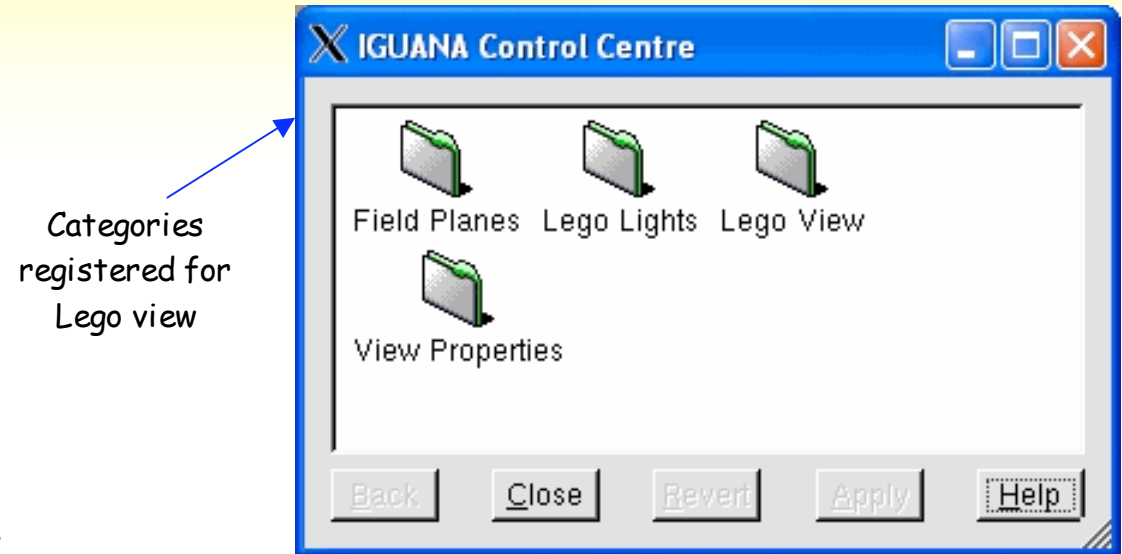 IGUANA Control Centre
Categories
registered for
Lego view
Field Planes Lego Lights Lego View
View Properties
Back Close Revert Apply Help